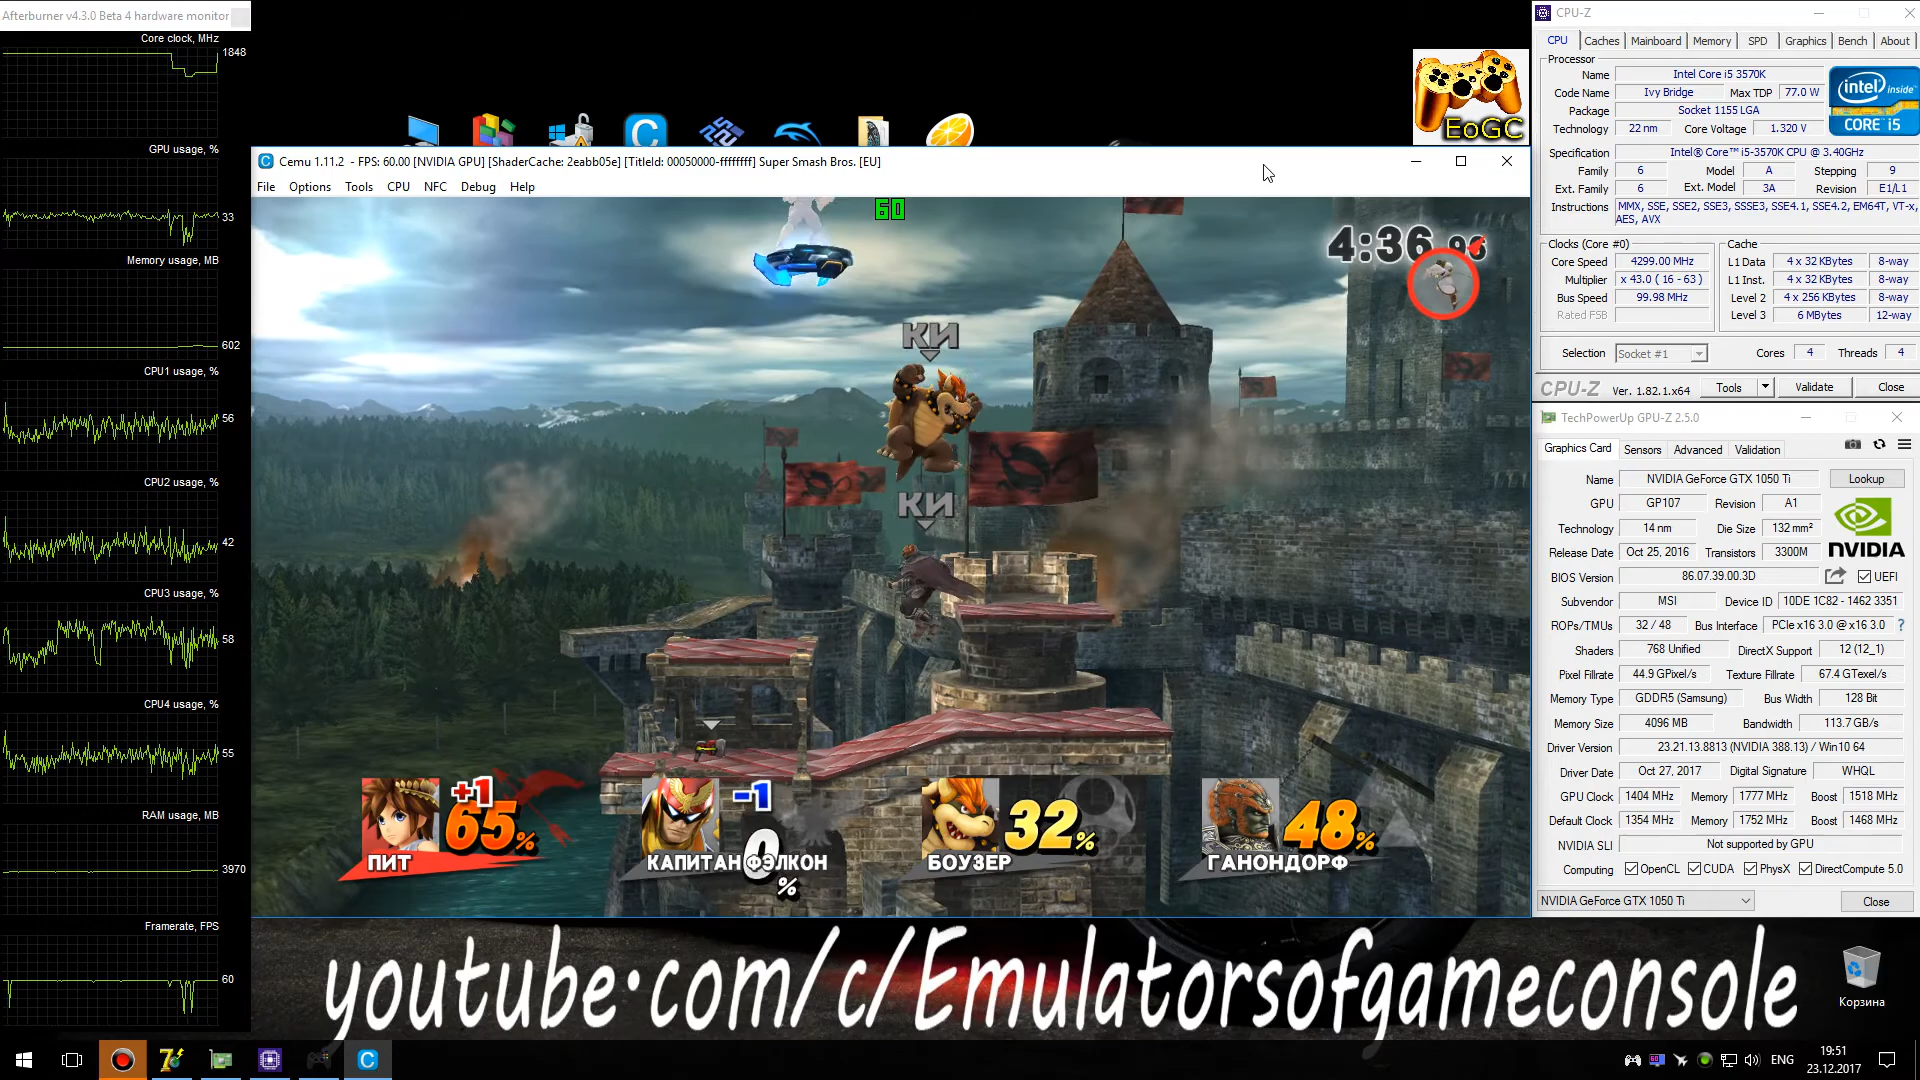 Afterburner v4.3.0 Beta 4 hardware monitor
Core clock, MHz
1848
GPU usage, %
33
Memory usage, MB
602
CPU1 usage, %
56
CPU2 usage, %
42
CPU3 usage, %
58
CPU4 usage, %
55
RAM usage, MB
3970
Framerate, FPS
60
EoGC
Cemu 1.11.2 - FPS: 60.00 [NVIDIA GPU] [ShaderCache: 2eabb05e] [TitleId: 00050000-ffffffff] Super Smash Bros. [EU]
File Options Tools CPU NFC Debug Help
60
4:36.96
КИ
КИ
+1
65%
ПИТ
-1
0%
КАПИТАН ФЭЛКОН
32%
БОУЗЕР
48%
ГАНОНДОРФ
CPU-Z
CPU Caches Mainboard Memory SPD Graphics Bench About
Processor
Name Intel Core i5 3570K
Code Name Ivy Bridge Max TDP 77.0 W
Package Socket 1155 LGA
Technology 22 nm Core Voltage 1.320 V
intel inside™
CORE i5
Specification Intel® Core™ i5-3570K CPU @ 3.40GHz
Family 6 Model A Stepping 9
Ext. Family 6 Ext. Model 3A Revision E1/L1
Instructions MMX, SSE, SSE2, SSE3, SSSE3, SSE4.1, SSE4.2, EM64T, VT-x,
AES, AVX
Clocks (Core #0) Cache
Core Speed 4299.00 MHz L1 Data 4 x 32 KBytes 8-way
Multiplier x 43.0 ( 16 - 63 ) L1 Inst. 4 x 32 KBytes 8-way
Bus Speed 99.98 MHz Level 2 4 x 256 KBytes 8-way
Rated FSB Level 3 6 MBytes 12-way
Selection Socket #1 Cores 4 Threads 4
CPU-Z Ver. 1.82.1.x64 Tools Validate Close
TechPowerUp GPU-Z 2.5.0
Graphics Card Sensors Advanced Validation
Name NVIDIA GeForce GTX 1050 Ti Lookup
GPU GP107 Revision A1
Technology 14 nm Die Size 132 mm²
Release Date Oct 25, 2016 Transistors 3300M
NVIDIA
BIOS Version 86.07.39.00.3D UEFI
Subvendor MSI Device ID 10DE 1C82 - 1462 3351
ROPs/TMUs 32 / 48 Bus Interface PCIe x16 3.0 @ x16 3.0 ?
Shaders 768 Unified DirectX Support 12 (12_1)
Pixel Fillrate 44.9 GPixel/s Texture Fillrate 67.4 GTexel/s
Memory Type GDDR5 (Samsung) Bus Width 128 Bit
Memory Size 4096 MB Bandwidth 113.7 GB/s
Driver Version 23.21.13.8813 (NVIDIA 388.13) / Win10 64
Driver Date Oct 27, 2017 Digital Signature WHQL
GPU Clock 1404 MHz Memory 1777 MHz Boost 1518 MHz
Default Clock 1354 MHz Memory 1752 MHz Boost 1468 MHz
NVIDIA SLI Not supported by GPU
Computing OpenCL CUDA PhysX DirectCompute 5.0
NVIDIA GeForce GTX 1050 Ti Close
youtube.com/c/Emulatorsofgameconsole
Корзина
ENG
19:51
23.12.2017